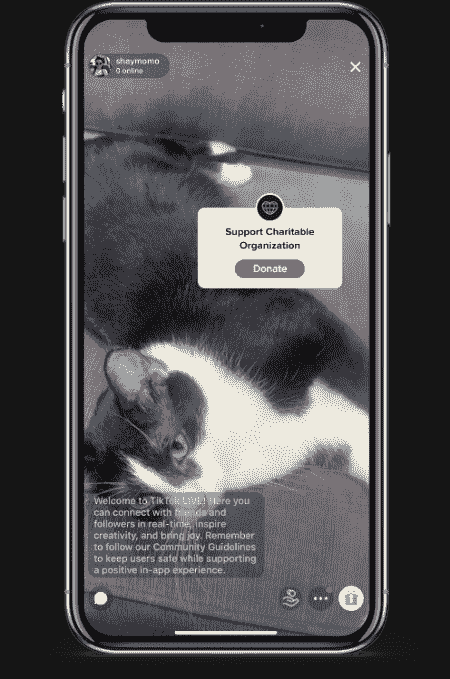 shaymomo
0 online
Support Charitable
Organization
Donate
Welcome to TikTok LIVE! Here you
can connect with friends and
followers in real-time, inspire
creativity, and bring joy. Remember
to follow our Community Guidelines
to keep users safe while supporting
a positive in-app experience.